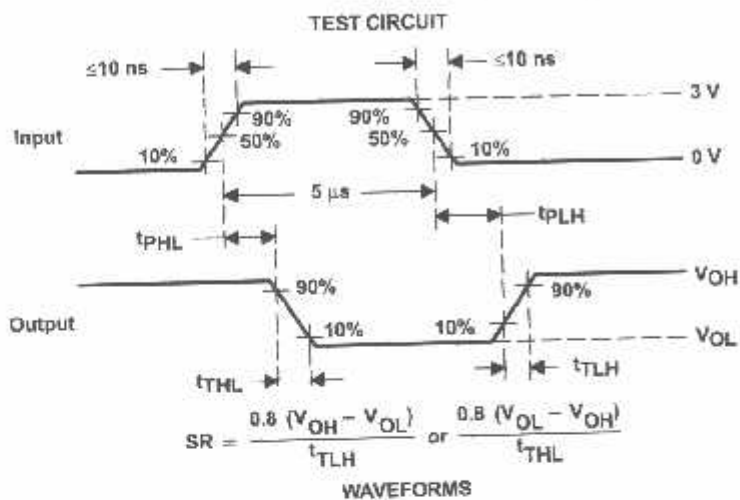 TEST CIRCUIT
≤10 ns
≤10 ns
3 V
90%
90%
Input
50%
50%
10%
10%
0 V
5 μs
tPHL
tPLH
VOH
90%
90%
Output
10%
10%
VOL
tTHL
tTLH
SR = 0.8 (VOH – VOL) / tTLH or 0.8 (VOL – VOH) / tTHL
WAVEFORMS